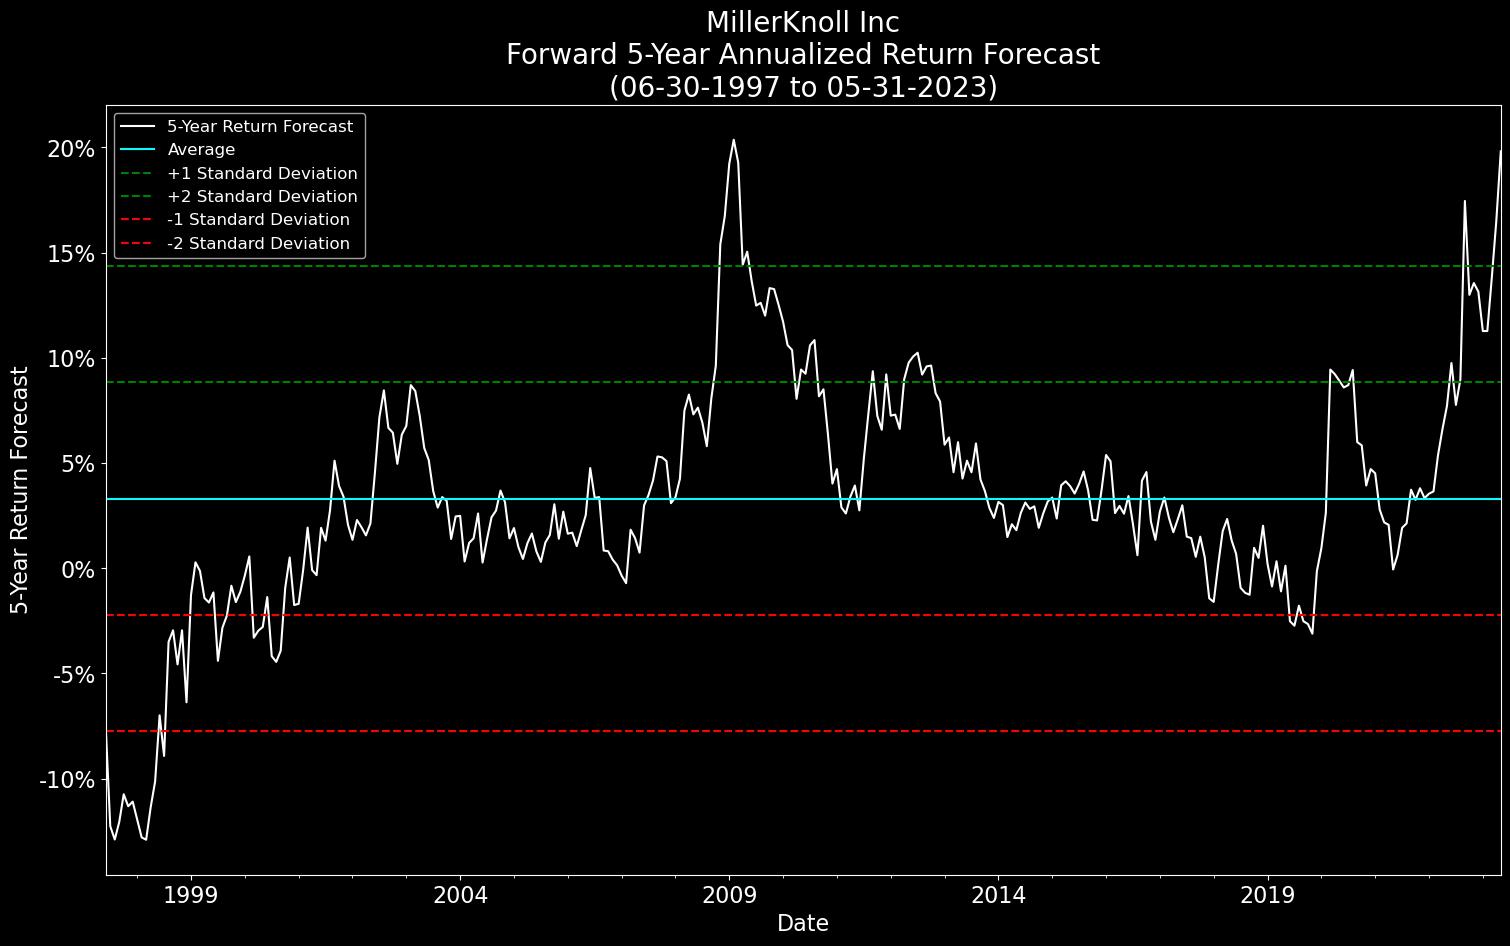 MillerKnoll Inc
Forward 5-Year Annualized Return Forecast
(06-30-1997 to 05-31-2023)
5-Year Return Forecast
Average
+1 Standard Deviation
+2 Standard Deviation
-1 Standard Deviation
-2 Standard Deviation
20%
15%
10%
5%
0%
-5%
-10%
5-Year Return Forecast
1999
2004
2009
2014
2019
Date